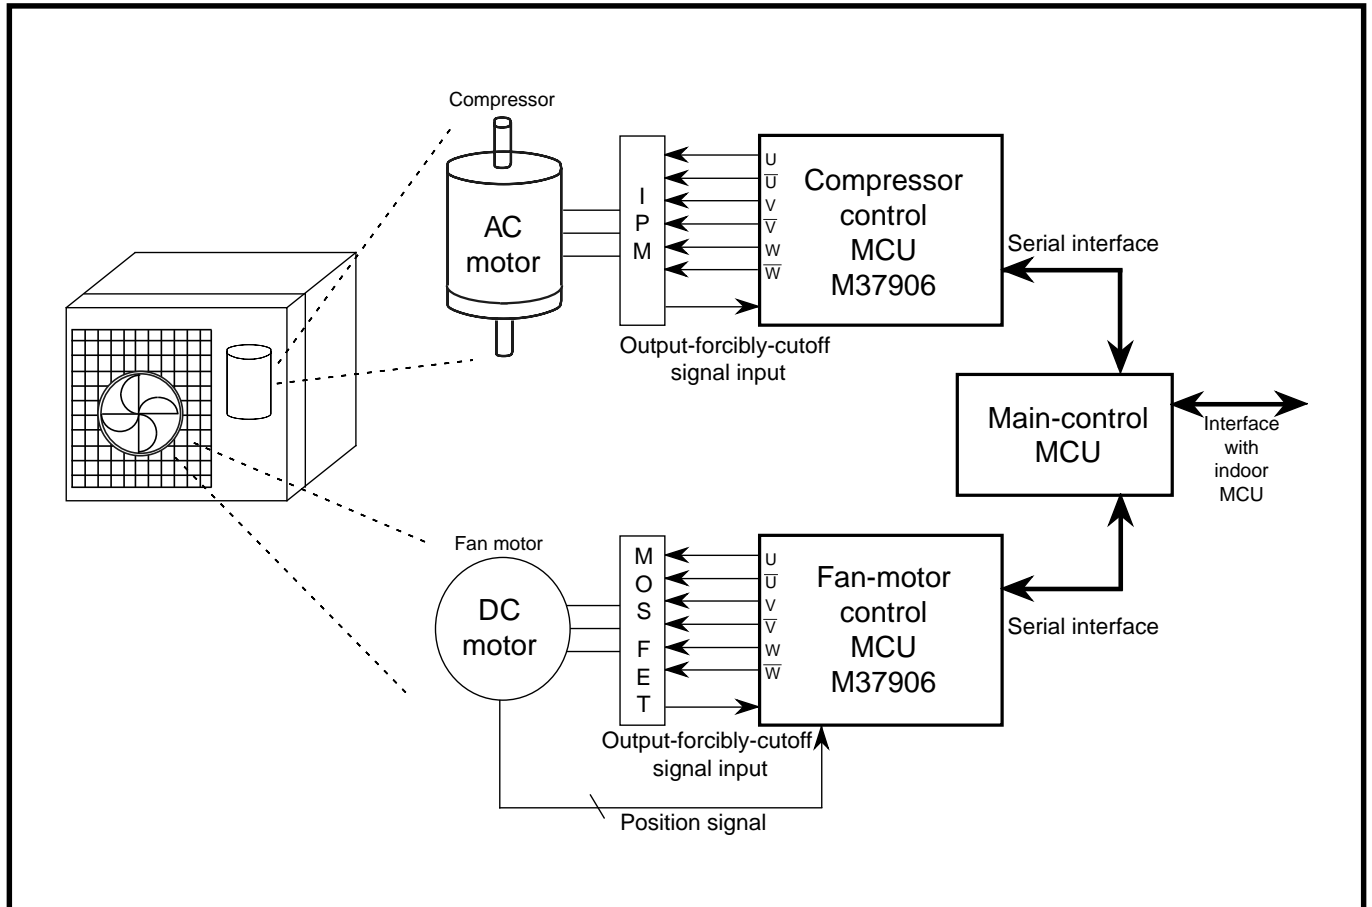 Compressor
AC
motor
I
P
M
U
U̅
V
V̅
W
W̅
Compressor
control
MCU
M37906
Output-forcibly-cutoff
signal input
Serial interface
Main-control
MCU
Interface
with
indoor
MCU
Fan motor
DC
motor
M
O
S
F
E
T
U
U̅
V
V̅
W
W̅
Fan-motor
control
MCU
M37906
Serial interface
Output-forcibly-cutoff
signal input
Position signal